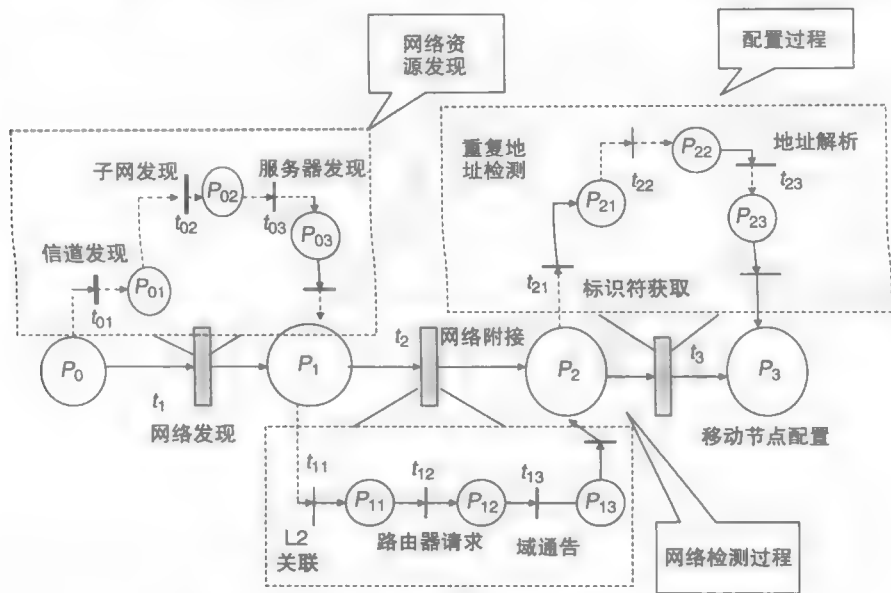 网络资
源发现
配置过程
子网发现
服务器发现
重复地
址检测
地址解析
P02
t02
t03
P03
t22
P22
t23
P21
P23
信道发现
t01
P01
t21
标识符获取
P0
t1
P1
t2
网络附接
P2
t3
P3
网络发现
移动节点配置
t11
t12
t13
P11
P12
P13
L2
关联
路由器请求
域通告
网络检测过程